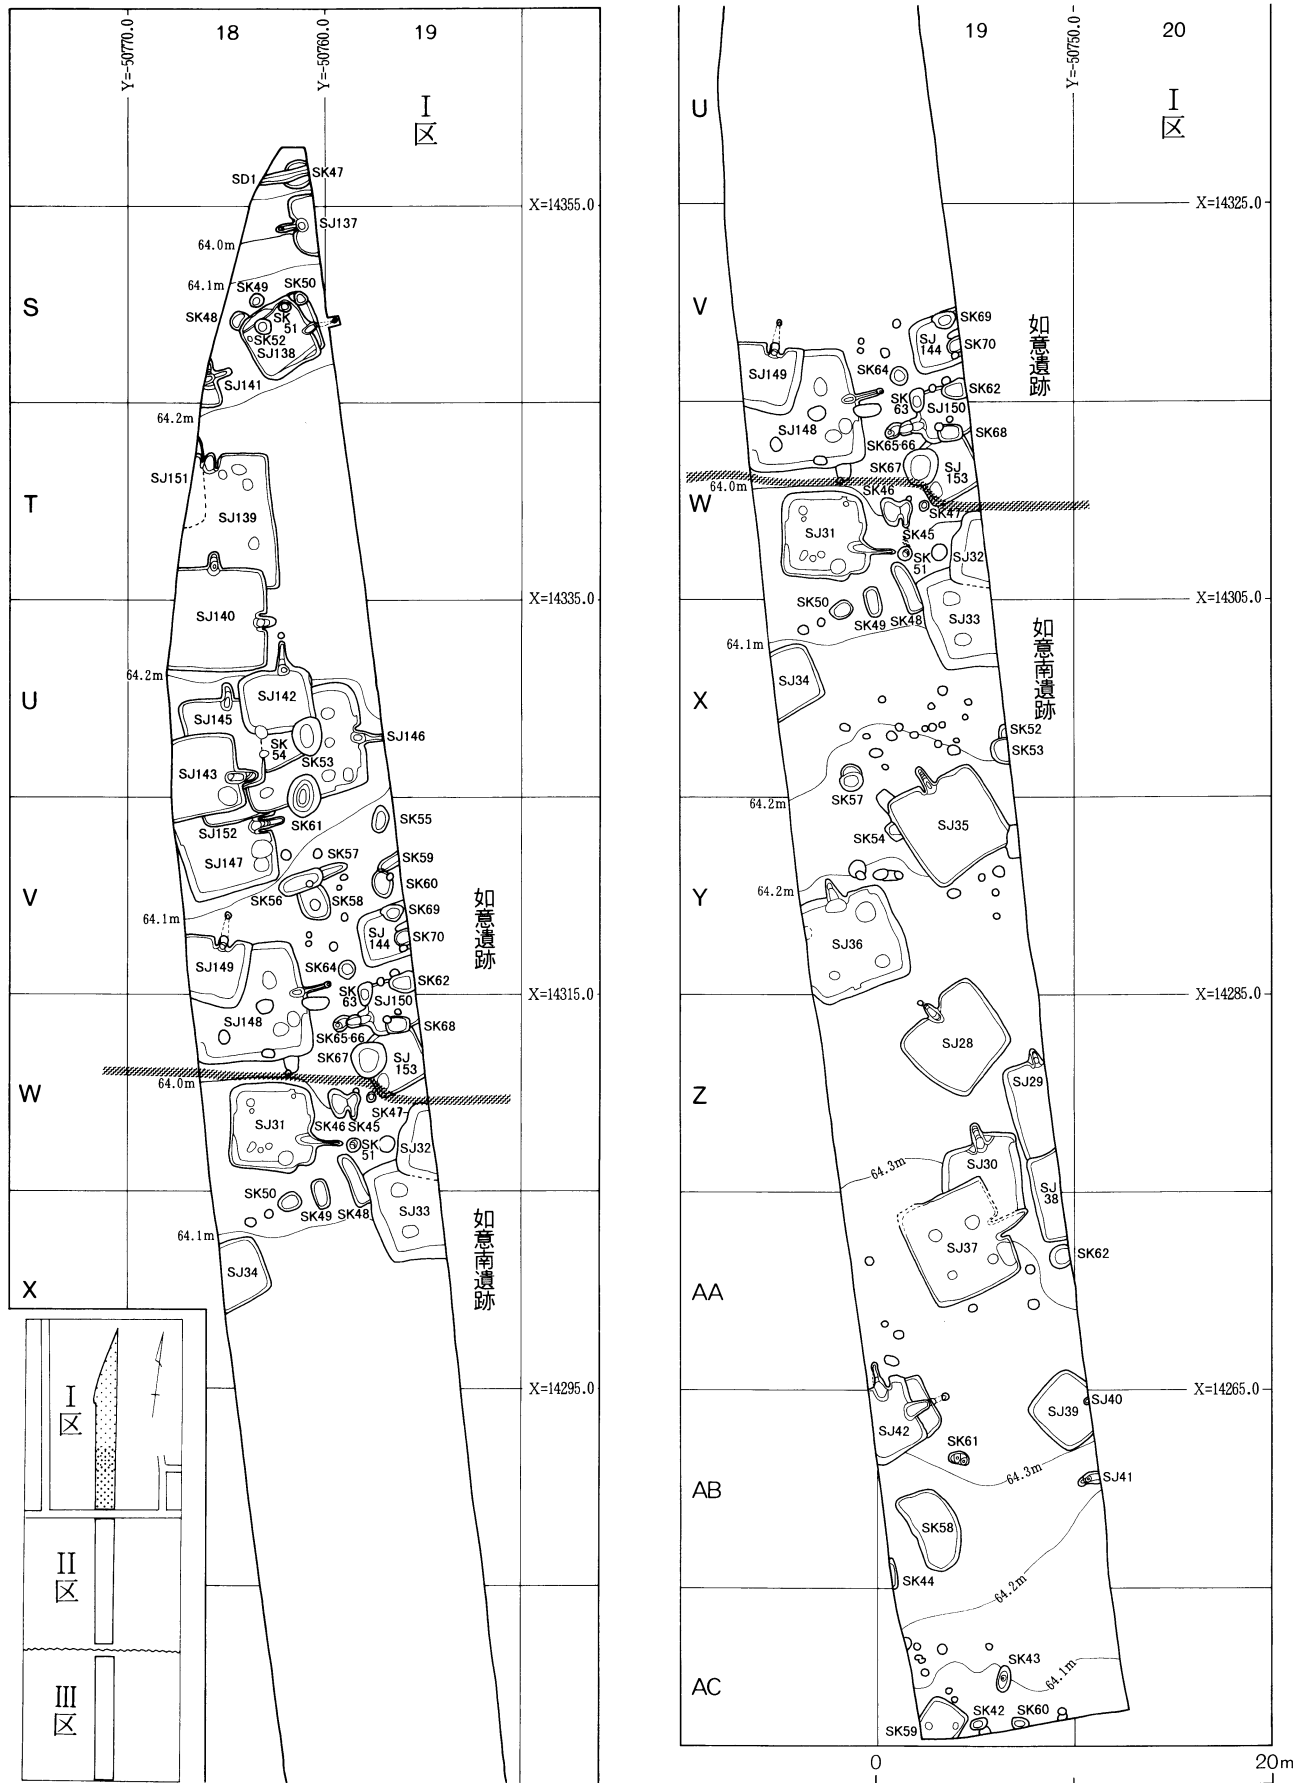 Y=-50770.0
18
Y=-50760.0
19
I
区
SD1
SK47
X=14355.0
SJ137
64.0m
64.1m
SK49
SK50
S
SK48
SK
51
SK52
SJ138
SJ141
64.2m
SJ151
T
SJ139
SJ140
X=14335.0
64.2m
U
SJ142
SJ145
SK
54
SJ146
SK53
SJ143
SK61
SK55
SJ152
SJ147
SK57
SK59
SK60
V
SK56
SK58
64.1m
SK69
SJ
144
SK70
如意遺跡
SJ149
SK64
SK62
SK
63
SJ150
X=14315.0
SJ148
SK65·66
SK68
SK67
SJ
153
64.0m
W
SJ31
SK46
SK45
SK47
SK
51
SJ32
SK50
SK49
SK48
SJ33
64.1m
如意南遺跡
SJ34
X
X=14295.0
I
区
II
区
III
区
19
Y=-50750.0
20
U
I
区
X=14325.0
V
SK69
SJ
144
SK70
如意遺跡
SJ149
SK64
SK62
SK
63
SJ150
SJ148
SK65·66
SK68
SK67
SJ
153
64.0m
W
SK46
SK47
SJ31
SK45
SK
51
SJ32
SK50
SK49
SK48
SJ33
X=14305.0
64.1m
如意南遺跡
SJ34
X
SK52
SK53
SK57
64.2m
SK54
SJ35
64.2m
Y
SJ36
X=14285.0
SJ28
SJ29
Z
64.3m
SJ30
SJ
38
SJ37
SK62
AA
X=14265.0
SJ40
SJ39
SJ42
SK61
64.3m
SJ41
AB
SK58
SK44
64.2m
SK43
64.1m
AC
SK42
SK60
SK59
0
20m